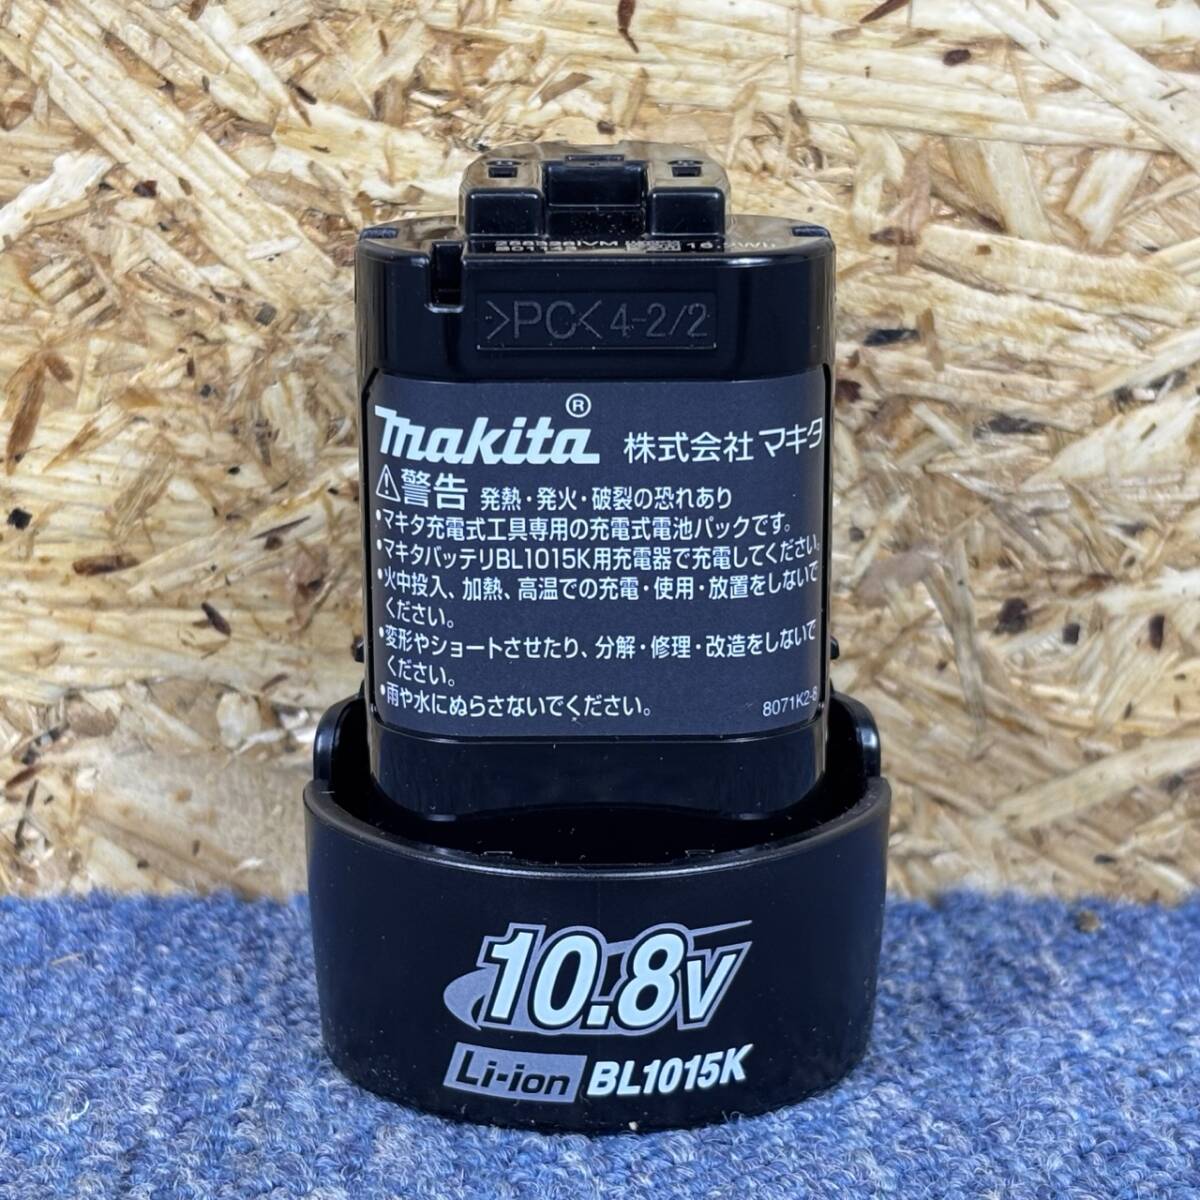 >PC< 4-2/2
makita® 株式会社 マキタ
⚠警告 発熱・発火・破裂の恐れあり
•マキタ充電式工具専用の充電式電池パックです。
•マキタバッテリBL1015K用充電器で充電してください。
•火中投入、加熱、高温での充電・使用・放置をしないで
ください。
•変形やショートさせたり、分解・修理・改造をしないで
ください。
•雨や水にぬらさないでください。
8071K2-8
10.8V
Li-ion BL1015K